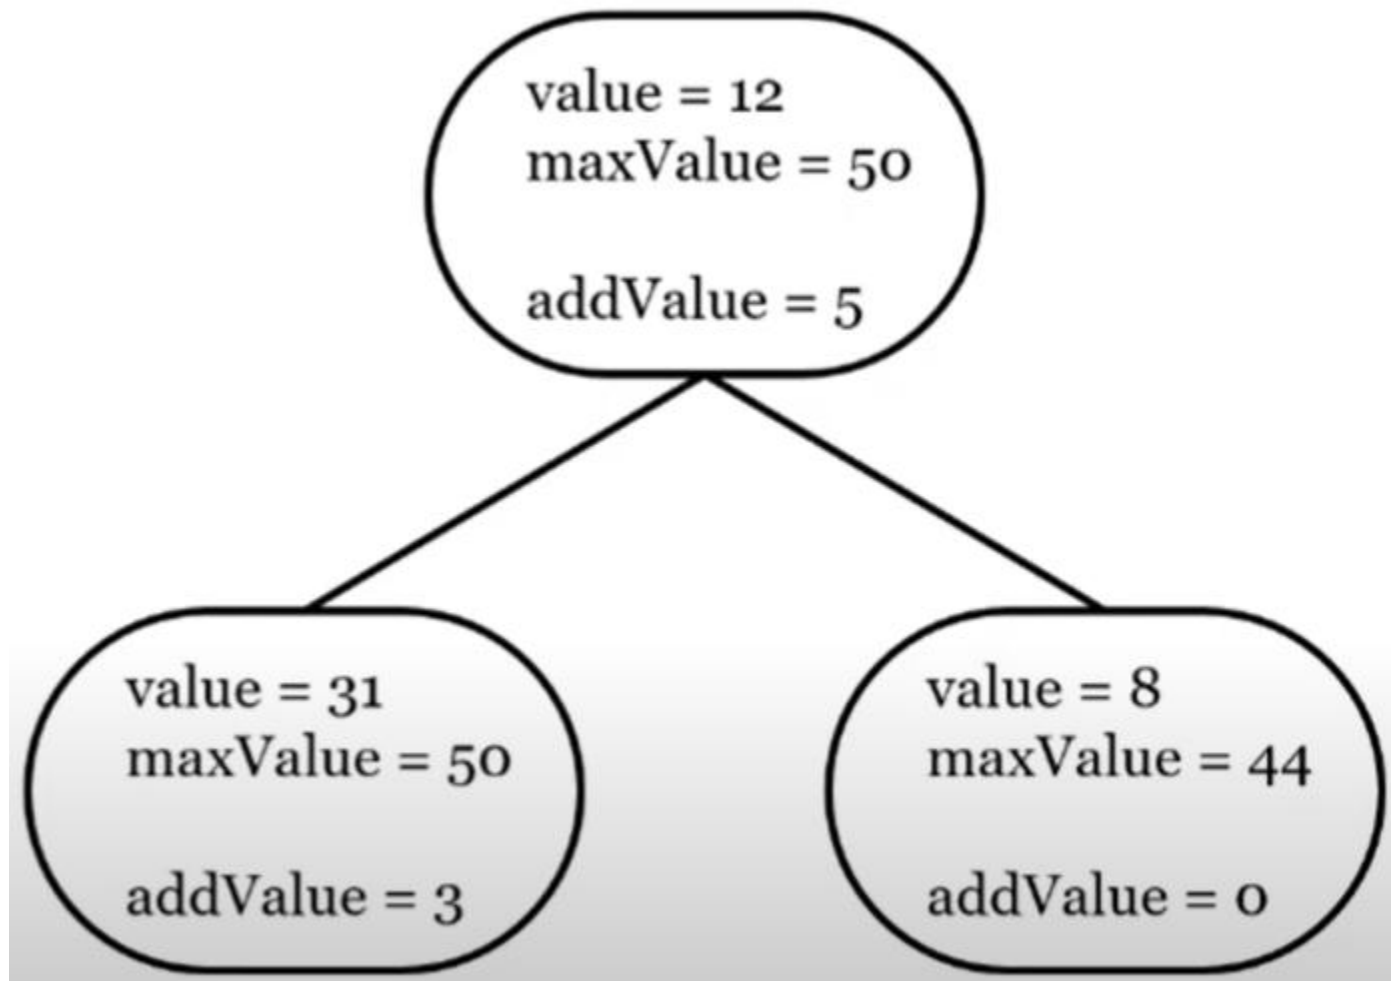 value = 12
maxValue = 50
addValue = 5
value = 31
maxValue = 50
addValue = 3
value = 8
maxValue = 44
addValue = 0